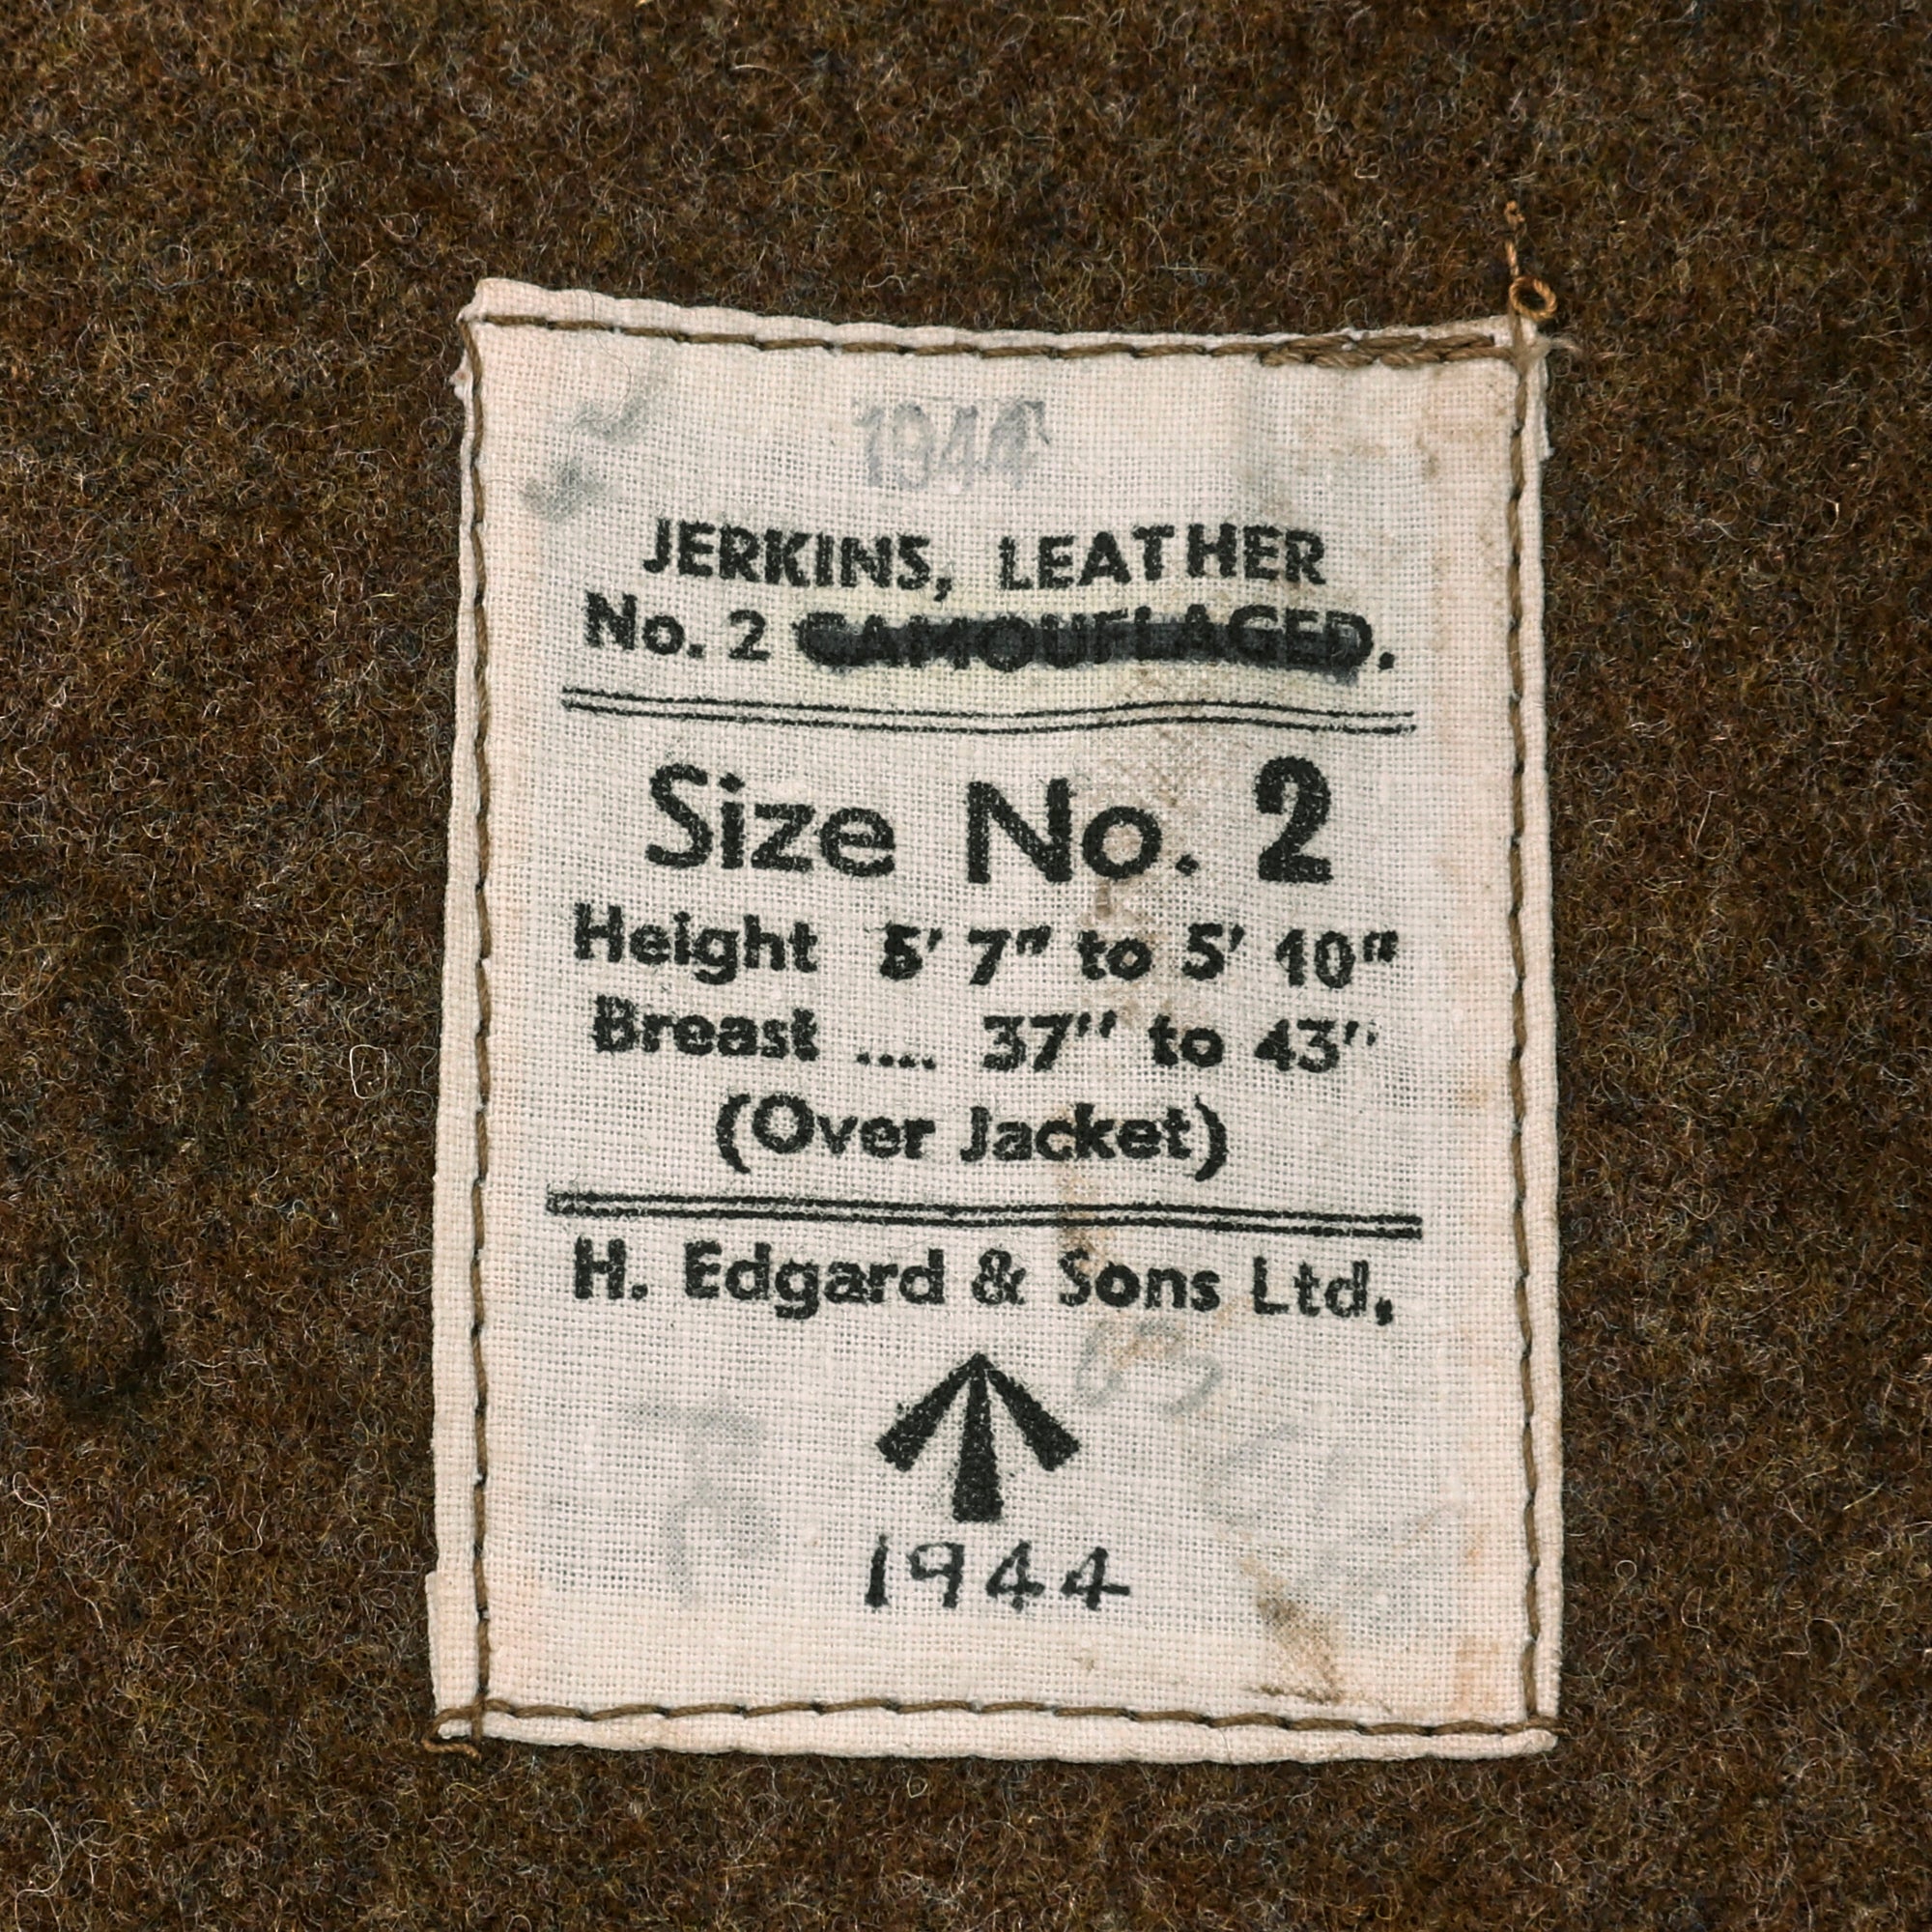 1944
JERKINS, LEATHER
No. 2 CAMOUFLAGED.
Size No. 2
Height 5' 7" to 5' 10"
Breast .... 37" to 43"
(Over Jacket)
H. Edgard & Sons Ltd,
1944